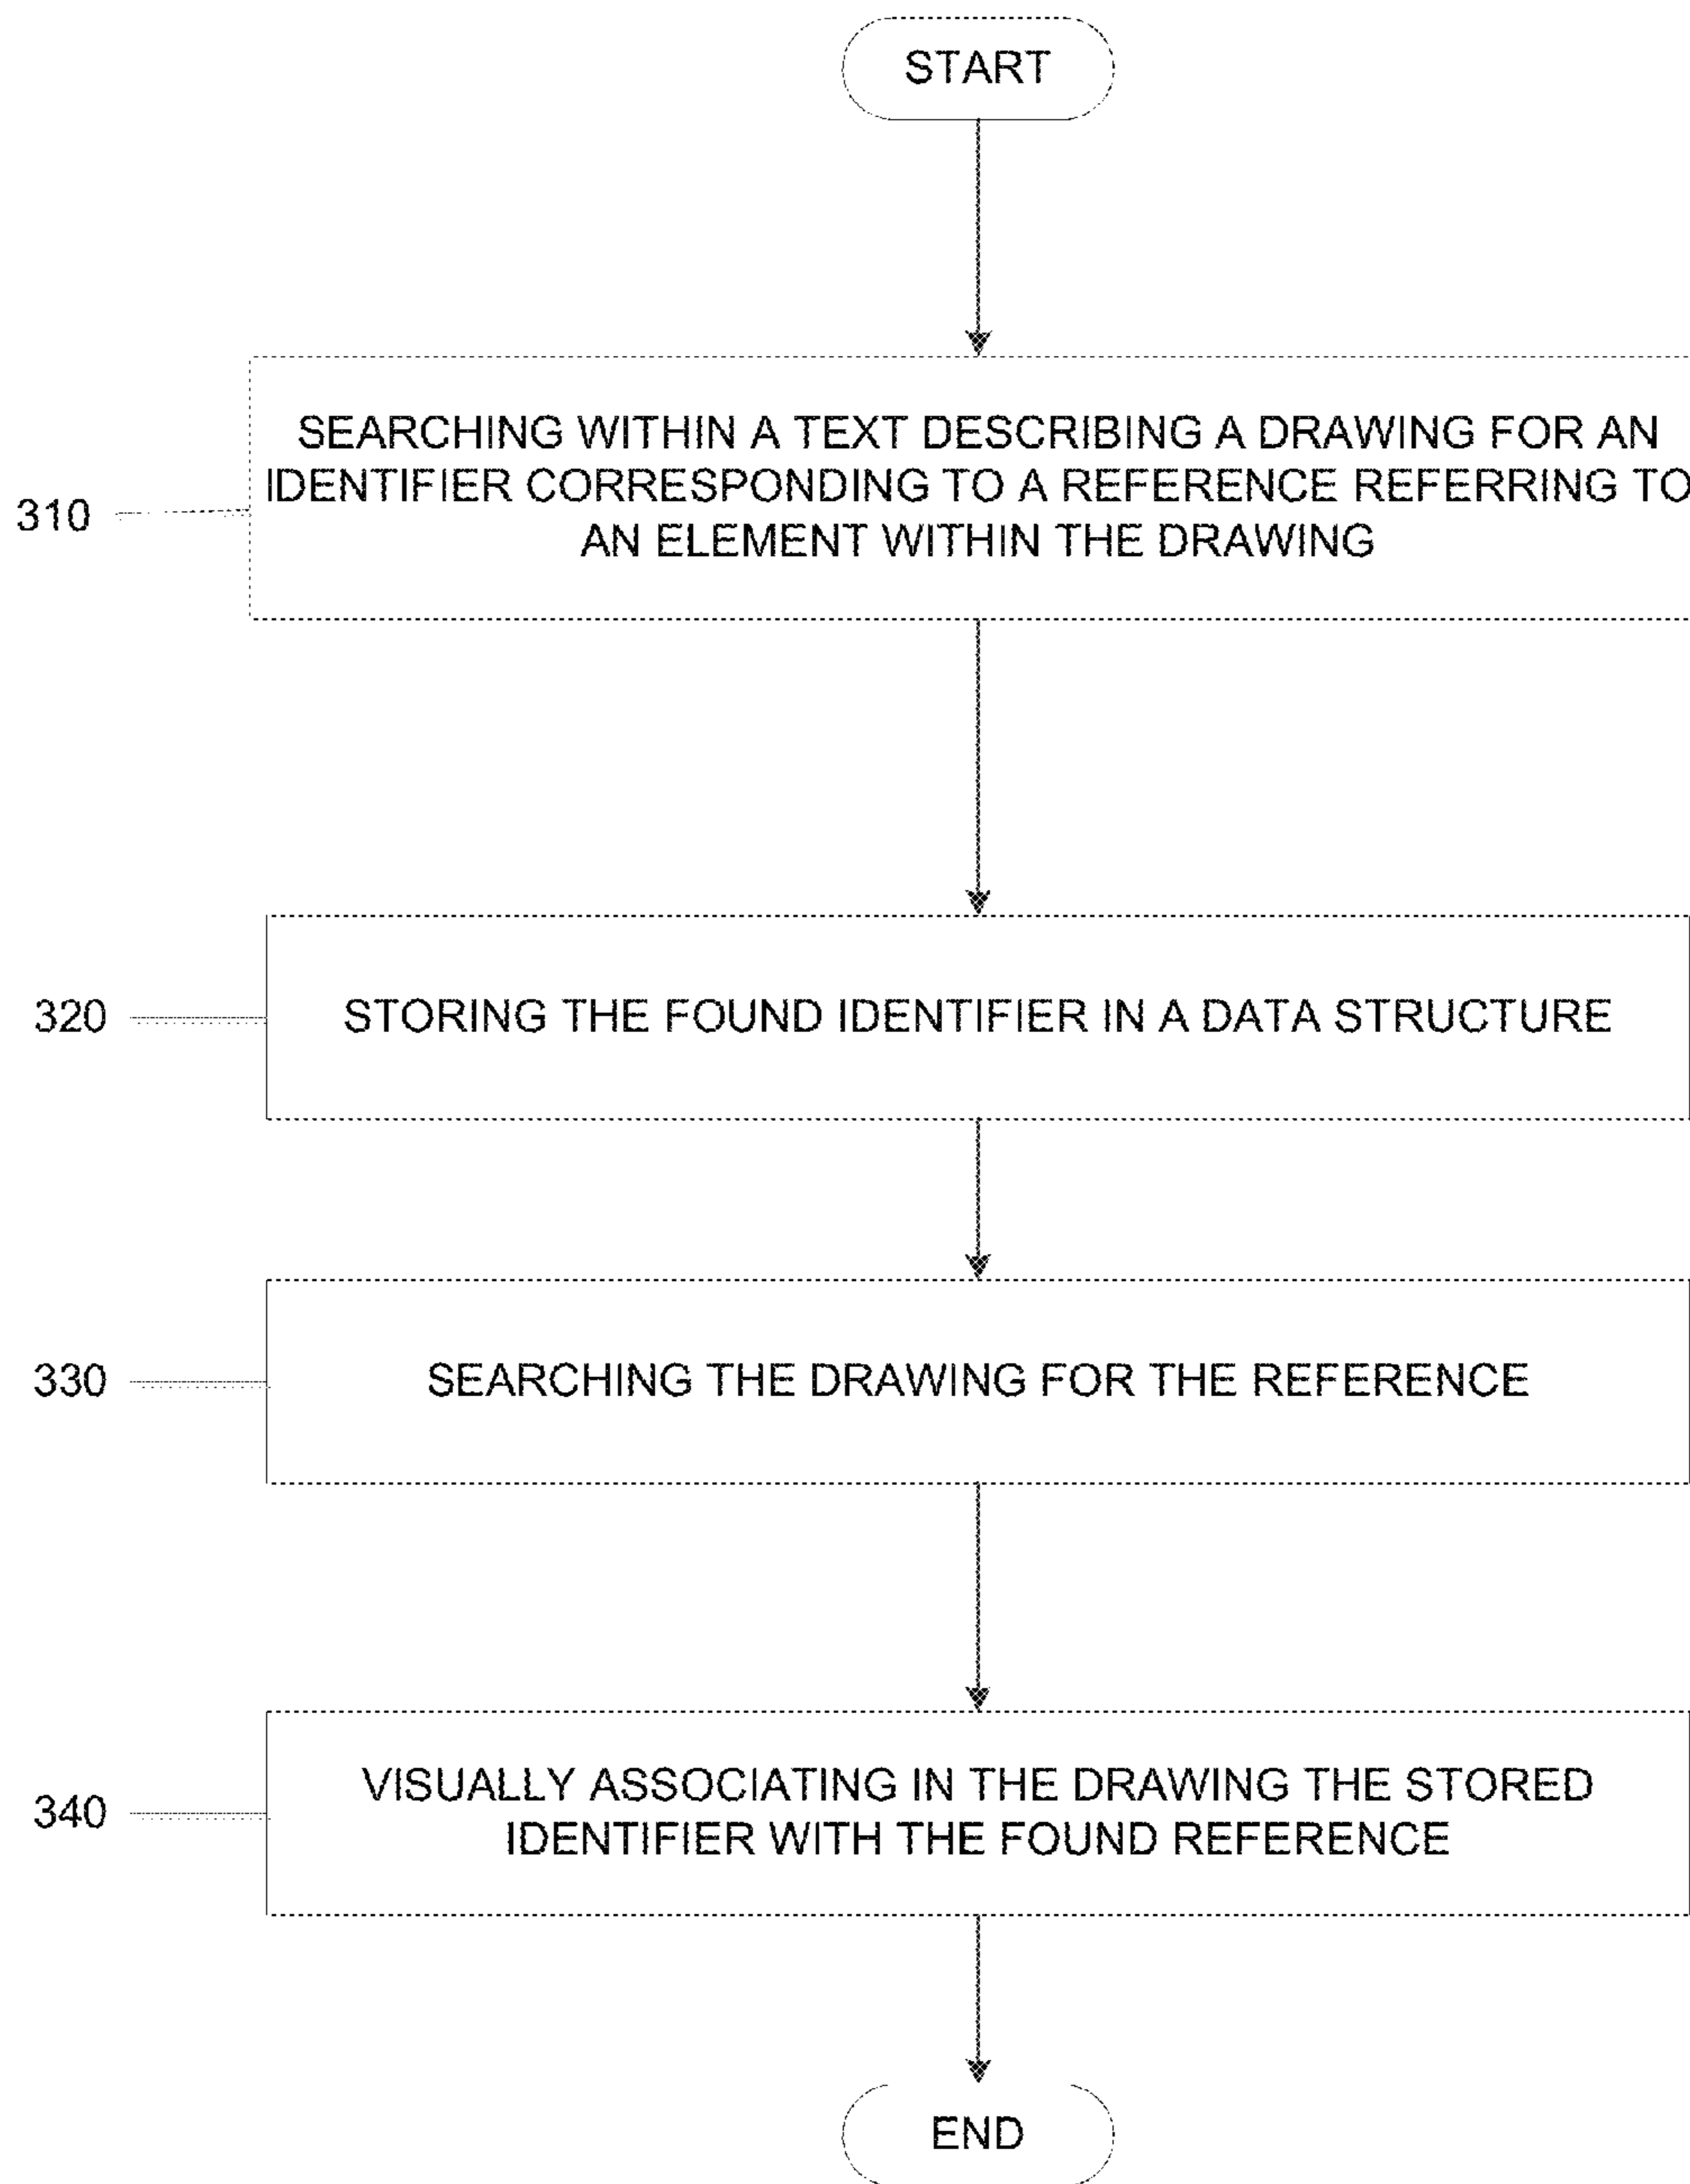 START
SEARCHING WITHIN A TEXT DESCRIBING A DRAWING FOR AN
IDENTIFIER CORRESPONDING TO A REFERENCE REFERRING TO
AN ELEMENT WITHIN THE DRAWING
310
320
STORING THE FOUND IDENTIFIER IN A DATA STRUCTURE
330
SEARCHING THE DRAWING FOR THE REFERENCE
340
VISUALLY ASSOCIATING IN THE DRAWING THE STORED
IDENTIFIER WITH THE FOUND REFERENCE
END